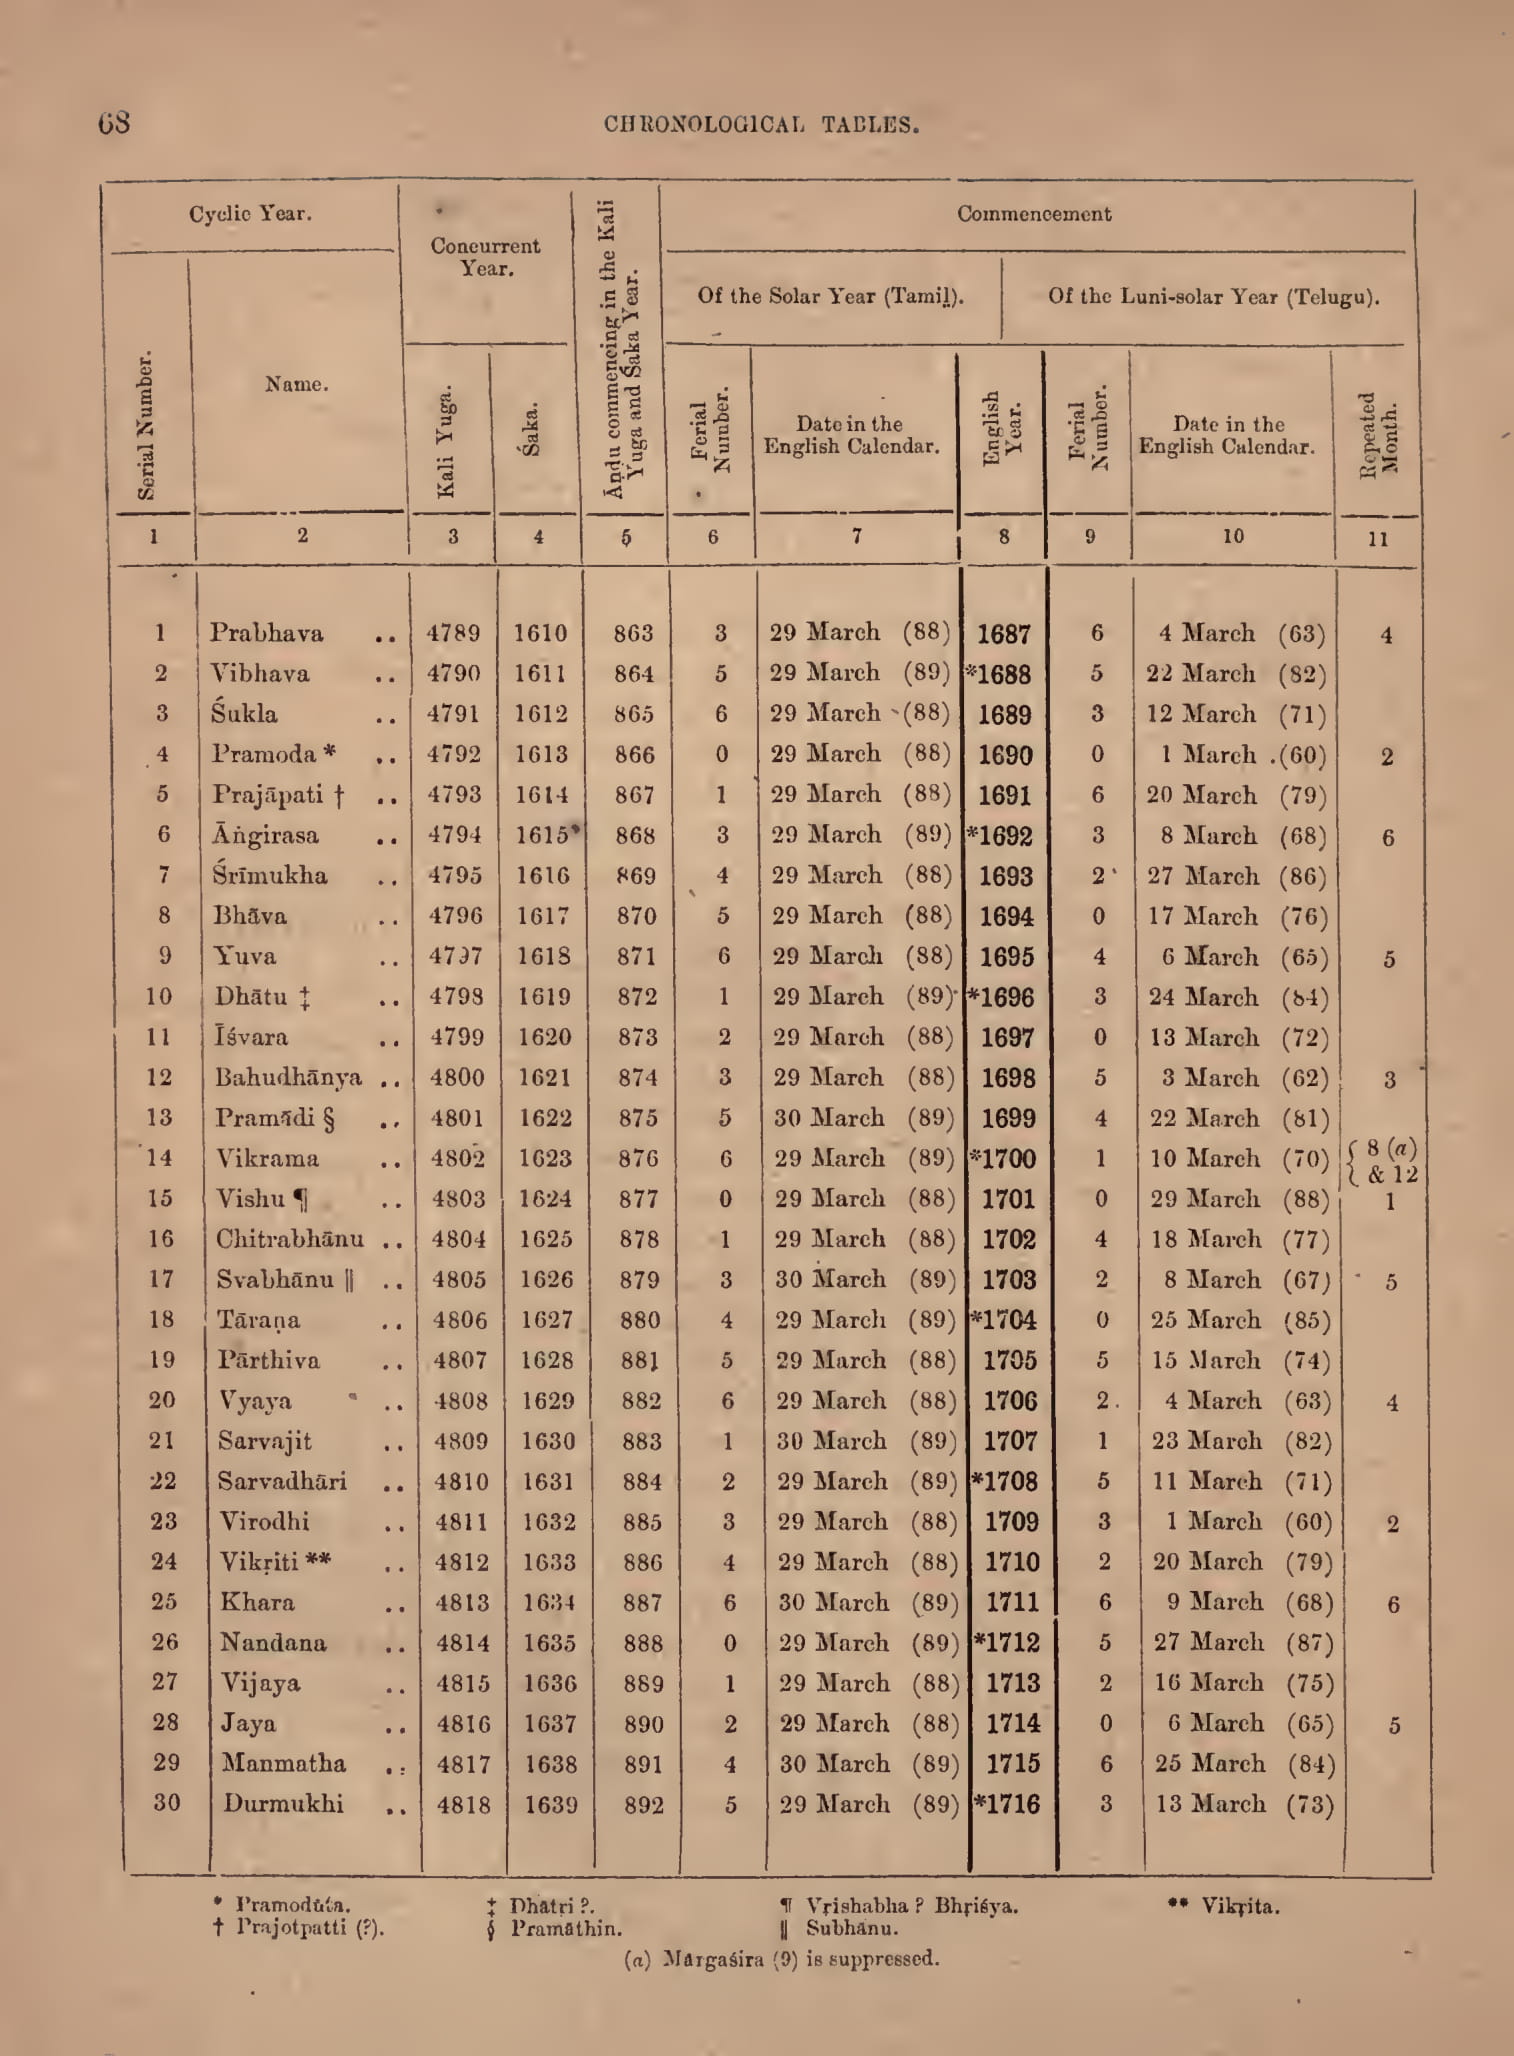 68
CHRONOLOGICAL TABLES.
Cyclic Year.
Concurrent
Year.
Āṇḍu commencing in the Kali
Yuga and Śaka Year.
Commencement
Of the Solar Year (Tamiḻ).
Of the Luni-solar Year (Telugu).
Serial Number.
Name.
Kali Yuga.
Śaka.
Ferial
Number.
Date in the
English Calendar.
English
Year.
Ferial
Number.
Date in the
English Calendar.
Repeated
Month.
1 2 3 4 5 6 7 8 9 10 11
1 Prabhava .. 4789 1610 863 3 29 March (88) 1687 6 4 March (63) 4
2 Vibhava .. 4790 1611 864 5 29 March (89) *1688 5 22 March (82)
3 Śukla .. 4791 1612 865 6 29 March (88) 1689 3 12 March (71)
4 Pramoda * .. 4792 1613 866 0 29 March (88) 1690 0 1 March (60) 2
5 Prajāpati † .. 4793 1614 867 1 29 March (88) 1691 6 20 March (79)
6 Āṅgirasa .. 4794 1615 868 3 29 March (89) *1692 3 8 March (68) 6
7 Śrīmukha .. 4795 1616 869 4 29 March (88) 1693 2 27 March (86)
8 Bhāva .. 4796 1617 870 5 29 March (88) 1694 0 17 March (76)
9 Yuva .. 4797 1618 871 6 29 March (88) 1695 4 6 March (65) 5
10 Dhātu ‡ .. 4798 1619 872 1 29 March (89) *1696 3 24 March (84)
11 Īśvara .. 4799 1620 873 2 29 March (88) 1697 0 13 March (72)
12 Bahudhānya .. 4800 1621 874 3 29 March (88) 1698 5 3 March (62) 3
13 Pramādi § .. 4801 1622 875 5 30 March (89) 1699 4 22 March (81)
14 Vikrama .. 4802 1623 876 6 29 March (89) *1700 1 10 March (70) { 8 (a)
& 12
15 Vishu ¶ .. 4803 1624 877 0 29 March (88) 1701 0 29 March (88) 1
16 Chitrabhānu .. 4804 1625 878 1 29 March (88) 1702 4 18 March (77)
17 Svabhānu ‖ .. 4805 1626 879 3 30 March (89) 1703 2 8 March (67) 5
18 Tāraṇa .. 4806 1627 880 4 29 March (89) *1704 0 25 March (85)
19 Pārthiva .. 4807 1628 881 5 29 March (88) 1705 5 15 March (74)
20 Vyaya .. 4808 1629 882 6 29 March (88) 1706 2 4 March (63) 4
21 Sarvajit .. 4809 1630 883 1 30 March (89) 1707 1 23 March (82)
22 Sarvadhāri .. 4810 1631 884 2 29 March (89) *1708 5 11 March (71)
23 Virodhi .. 4811 1632 885 3 29 March (88) 1709 3 1 March (60) 2
24 Vikṛiti ** .. 4812 1633 886 4 29 March (88) 1710 2 20 March (79)
25 Khara .. 4813 1634 887 6 30 March (89) 1711 6 9 March (68) 6
26 Nandana .. 4814 1635 888 0 29 March (89) *1712 5 27 March (87)
27 Vijaya .. 4815 1636 889 1 29 March (88) 1713 2 16 March (75)
28 Jaya .. 4816 1637 890 2 29 March (88) 1714 0 6 March (65) 5
29 Manmatha .. 4817 1638 891 4 30 March (89) 1715 6 25 March (84)
30 Durmukhi .. 4818 1639 892 5 29 March (89) *1716 3 13 March (73)
* Pramodūta. ‡ Dhātṛi ?. ¶ Vṛishabha ? Bhṛiśya. ** Vikṛita.
† Prajotpatti (?). § Pramāthin. ‖ Subhānu.
(a) Mārgaśira (9) is suppressed.